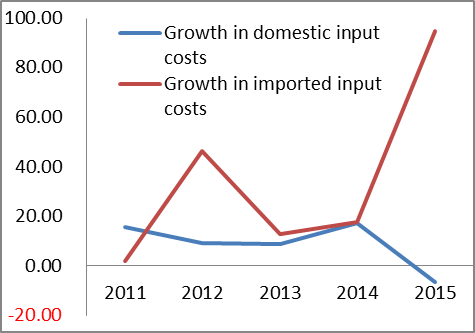 100.00
80.00
60.00
40.00
20.00
0.00
-20.00
Growth in domestic input
costs
Growth in imported input
costs
2011 2012 2013 2014 2015